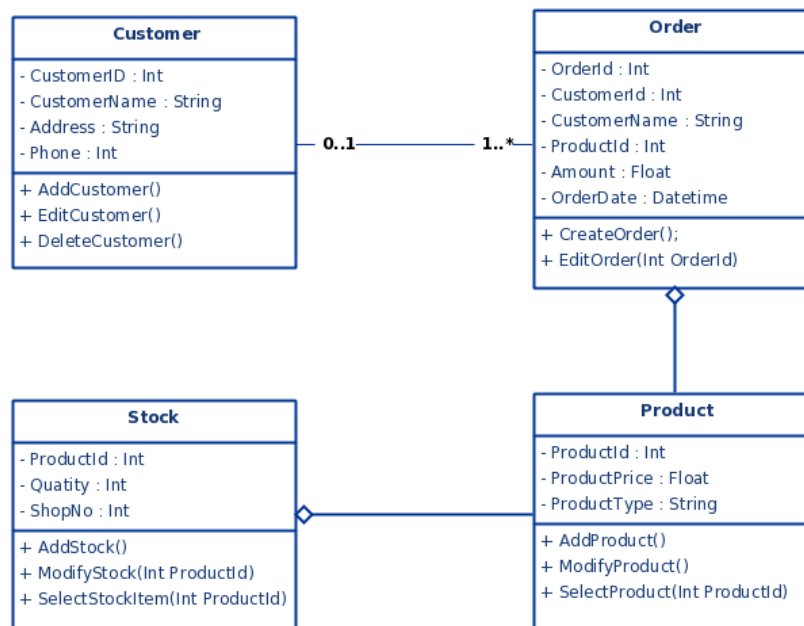 Customer
- CustomerID : Int
- CustomerName : String
- Address : String
- Phone : Int
+ AddCustomer()
+ EditCustomer()
+ DeleteCustomer()
0..1
1..*
Order
- OrderId : Int
- CustomerId : Int
- CustomerName : String
- ProductId : Int
- Amount : Float
- OrderDate : Datetime
+ CreateOrder();
+ EditOrder(Int OrderId)
Stock
- ProductId : Int
- Quatity : Int
- ShopNo : Int
+ AddStock()
+ ModifyStock(Int ProductId)
+ SelectStockItem(Int ProductId)
Product
- ProductId : Int
- ProductPrice : Float
- ProductType : String
+ AddProduct()
+ ModifyProduct()
+ SelectProduct(Int ProductId)